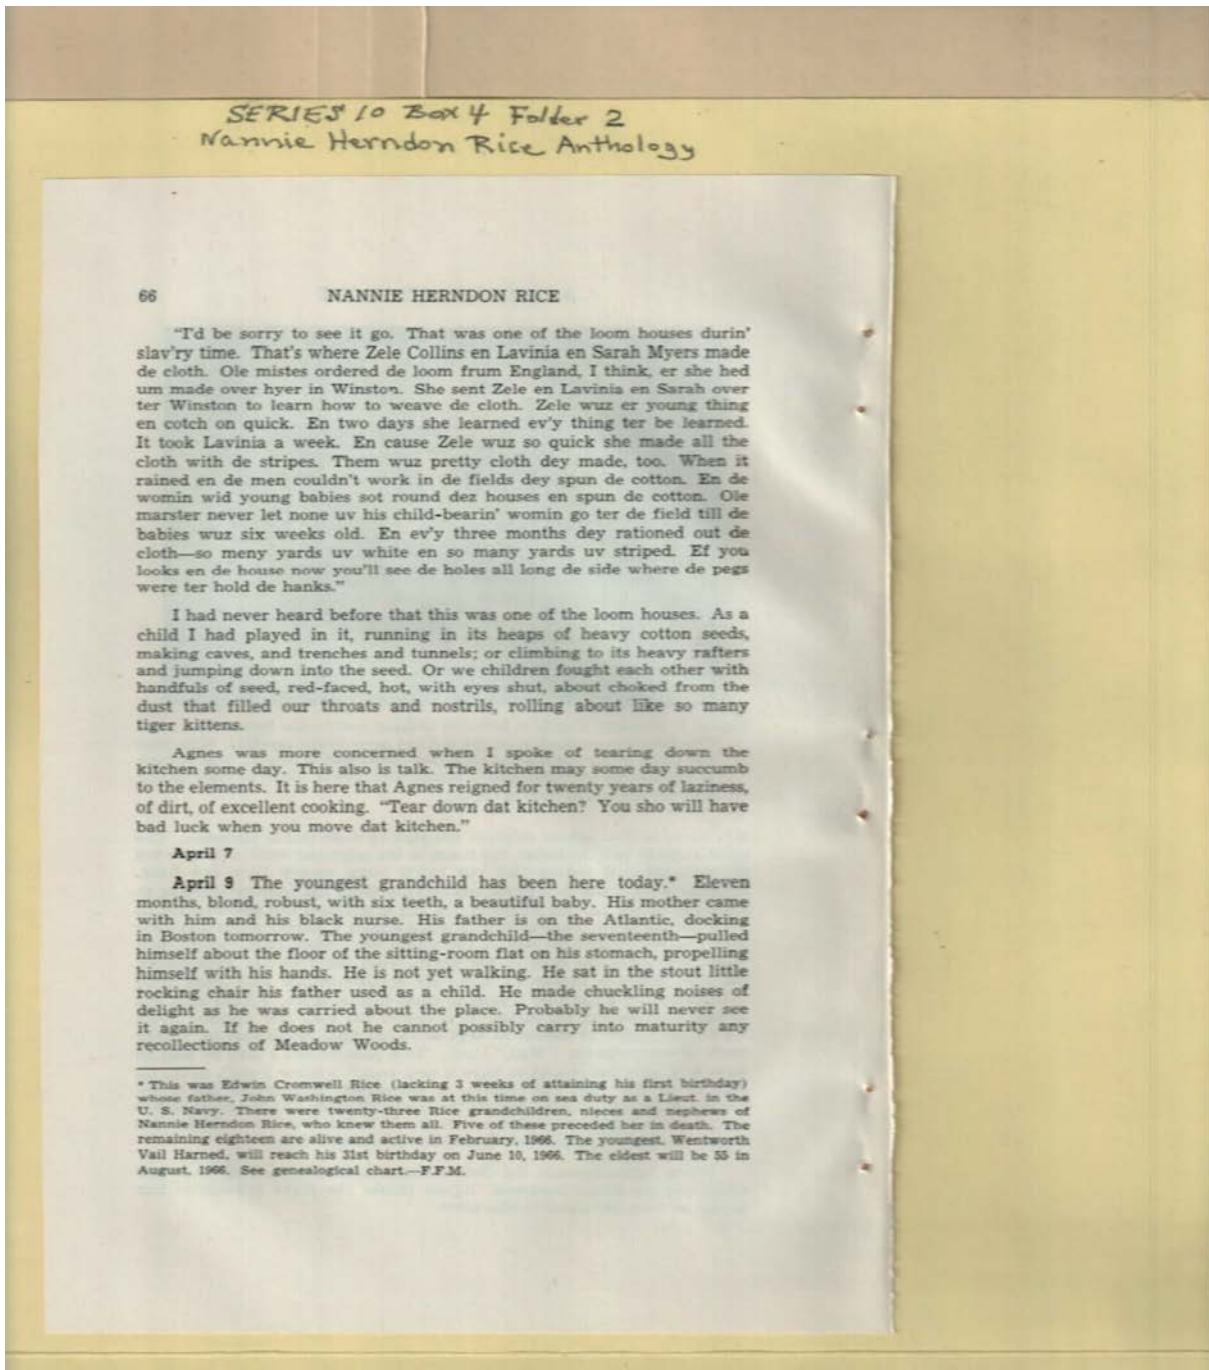 SERIES 10 Box 4 Folder 2
Nannie Herndon Rice Anthology
66 NANNIE HERNDON RICE
"I'd be sorry to see it go. That was one of the loom houses durin'
slav'ry time. That's where Zele Collins en Lavinia en Sarah Myers made
de cloth. Ole mistes ordered de loom frum England, I think, er she hed
um made over hyer in Winston. She sent Zele en Lavinia en Sarah over
ter Winston to learn how to weave de cloth. Zele wuz er young thing
en cotch on quick. En two days she learned ev'y thing ter be learned.
It took Lavinia a week. En cause Zele wuz so quick she made all the
cloth with de stripes. Them wuz pretty cloth dey made, too. When it
rained en de men couldn't work in de fields dey spun de cotton. En de
womin wid young babies sot round dez houses en spun de cotton. Ole
marster never let none uv his child-bearin' womin go ter de field till de
babies wuz six weeks old. En ev'y three months dey rationed out de
cloth—so meny yards uv white en so many yards uv striped. Ef you
looks en de house now you'll see de holes all long de side where de pegs
were ter hold de hanks."
I had never heard before that this was one of the loom houses. As a
child I had played in it, running in its heaps of heavy cotton seeds,
making caves, and trenches and tunnels; or climbing to its heavy rafters
and jumping down into the seed. Or we children fought each other with
handfuls of seed, red-faced, hot, with eyes shut, about choked from the
dust that filled our throats and nostrils, rolling about like so many
tiger kittens.
Agnes was more concerned when I spoke of tearing down the
kitchen some day. This also is talk. The kitchen may some day succumb
to the elements. It is here that Agnes reigned for twenty years of laziness,
of dirt, of excellent cooking. "Tear down dat kitchen? You sho will have
bad luck when you move dat kitchen."
April 7
April 9 The youngest grandchild has been here today.* Eleven
months, blond, robust, with six teeth, a beautiful baby. His mother came
with him and his black nurse. His father is on the Atlantic, docking
in Boston tomorrow. The youngest grandchild—the seventeenth—pulled
himself about the floor of the sitting-room flat on his stomach, propelling
himself with his hands. He is not yet walking. He sat in the stout little
rocking chair his father used as a child. He made chuckling noises of
delight as he was carried about the place. Probably he will never see
it again. If he does not he cannot possibly carry into maturity any
recollections of Meadow Woods.
* This was Edwin Cromwell Rice (lacking 3 weeks of attaining his first birthday)
whose father, John Washington Rice was at this time on sea duty as a Lieut. in the
U. S. Navy. There were twenty-three Rice grandchildren, nieces and nephews of
Nannie Herndon Rice, who knew them all. Five of these preceded her in death. The
remaining eighteen are alive and active in February, 1966. The youngest, Wentworth
Vail Harned, will reach his 31st birthday on June 10, 1966. The eldest will be 55 in
August, 1966. See genealogical chart.—F.F.M.